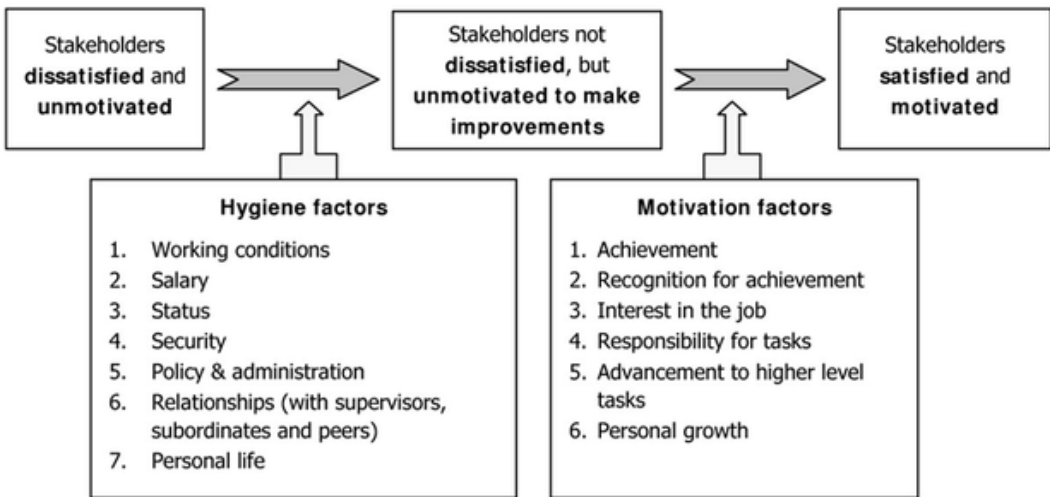 Stakeholders
dissatisfied and
unmotivated
Stakeholders not
dissatisfied, but
unmotivated to make
improvements
Stakeholders
satisfied and
motivated
Hygiene factors
1. Working conditions
2. Salary
3. Status
4. Security
5. Policy & administration
6. Relationships (with supervisors,
subordinates and peers)
7. Personal life
Motivation factors
1. Achievement
2. Recognition for achievement
3. Interest in the job
4. Responsibility for tasks
5. Advancement to higher level
tasks
6. Personal growth